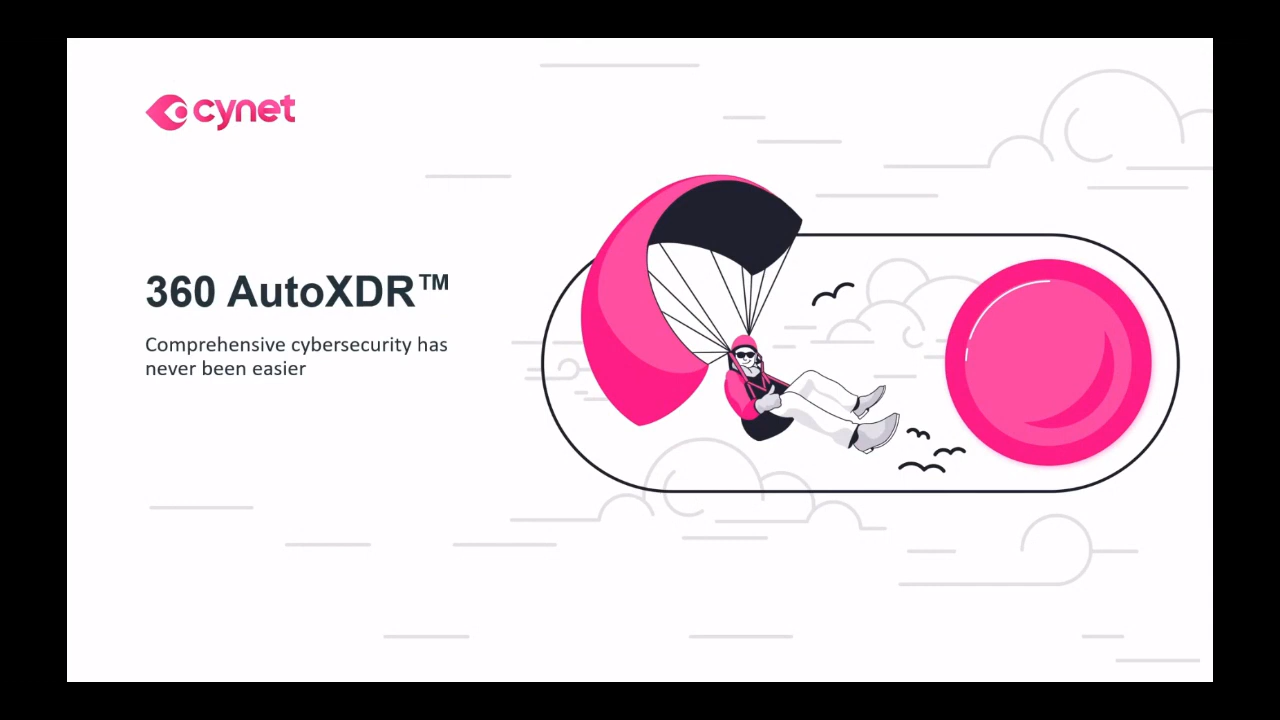 cynet
360 AutoXDR™
Comprehensive cybersecurity has
never been easier